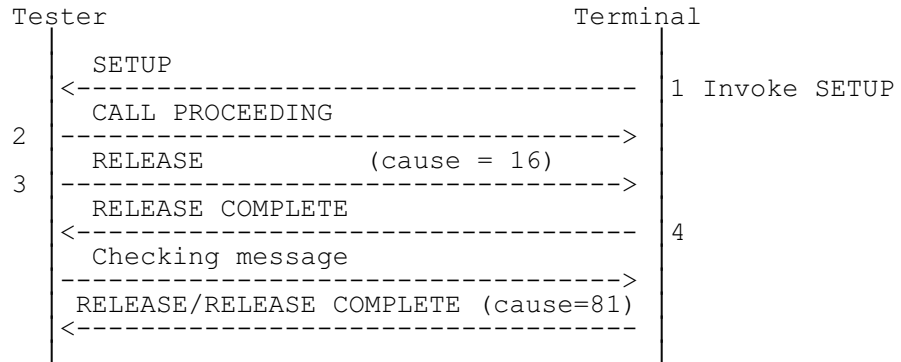 Tester Terminal
SETUP
<----------------------------------- 1 Invoke SETUP
CALL PROCEEDING
2 ----------------------------------->
RELEASE (cause = 16)
3 ----------------------------------->
RELEASE COMPLETE
<----------------------------------- 4
Checking message
----------------------------------->
RELEASE/RELEASE COMPLETE (cause=81)
<-----------------------------------